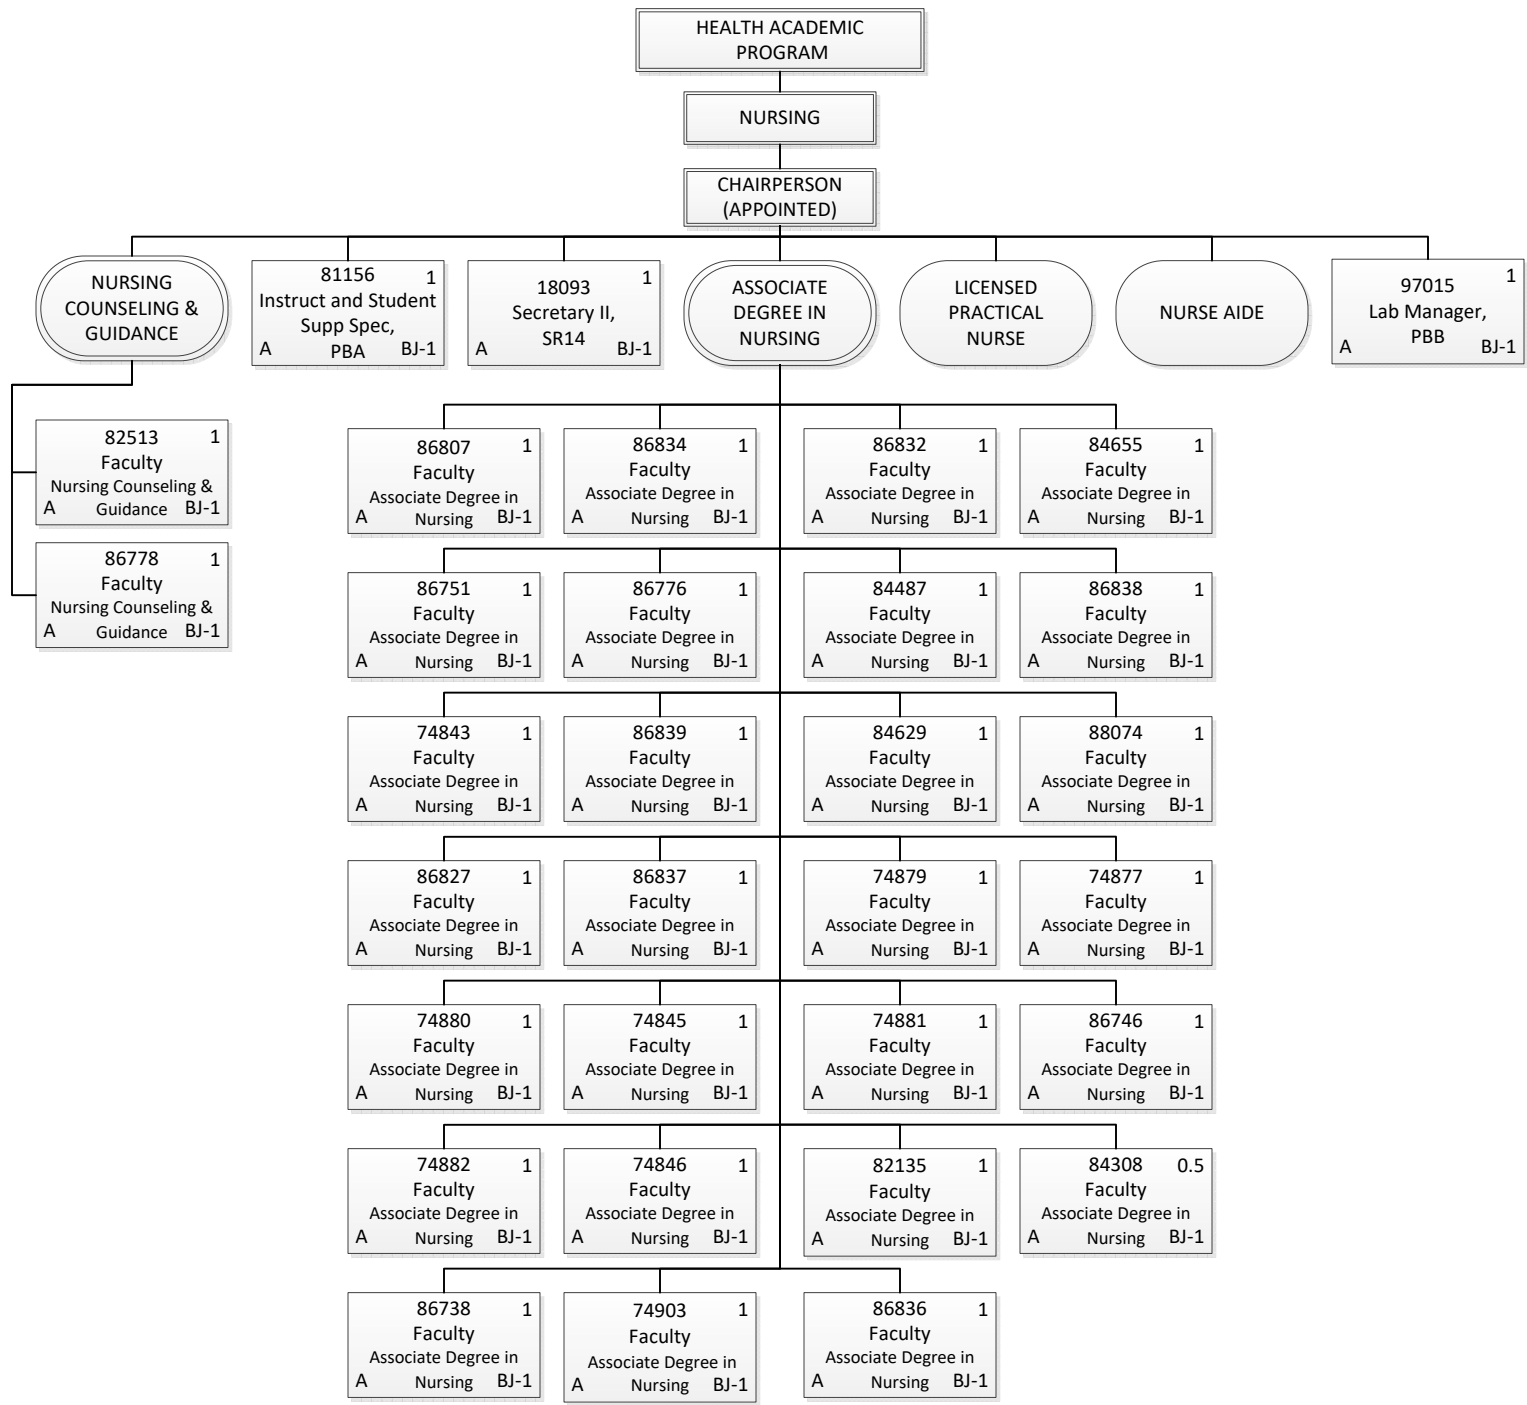 HEALTH ACADEMIC
PROGRAM
NURSING
CHAIRPERSON
(APPOINTED)
NURSING
COUNSELING &
GUIDANCE
81156 1
Instruct and Student
Supp Spec,
A PBA BJ-1
18093 1
Secretary II,
SR14
A BJ-1
ASSOCIATE
DEGREE IN
NURSING
LICENSED
PRACTICAL
NURSE
NURSE AIDE
97015 1
Lab Manager,
PBB
A BJ-1
82513 1
Faculty
Nursing Counseling &
A Guidance BJ-1
86778 1
Faculty
Nursing Counseling &
A Guidance BJ-1
86807 1
Faculty
Associate Degree in
A Nursing BJ-1
86834 1
Faculty
Associate Degree in
A Nursing BJ-1
86832 1
Faculty
Associate Degree in
A Nursing BJ-1
84655 1
Faculty
Associate Degree in
A Nursing BJ-1
86751 1
Faculty
Associate Degree in
A Nursing BJ-1
86776 1
Faculty
Associate Degree in
A Nursing BJ-1
84487 1
Faculty
Associate Degree in
A Nursing BJ-1
86838 1
Faculty
Associate Degree in
A Nursing BJ-1
74843 1
Faculty
Associate Degree in
A Nursing BJ-1
86839 1
Faculty
Associate Degree in
A Nursing BJ-1
84629 1
Faculty
Associate Degree in
A Nursing BJ-1
88074 1
Faculty
Associate Degree in
A Nursing BJ-1
86827 1
Faculty
Associate Degree in
A Nursing BJ-1
86837 1
Faculty
Associate Degree in
A Nursing BJ-1
74879 1
Faculty
Associate Degree in
A Nursing BJ-1
74877 1
Faculty
Associate Degree in
A Nursing BJ-1
74880 1
Faculty
Associate Degree in
A Nursing BJ-1
74845 1
Faculty
Associate Degree in
A Nursing BJ-1
74881 1
Faculty
Associate Degree in
A Nursing BJ-1
86746 1
Faculty
Associate Degree in
A Nursing BJ-1
74882 1
Faculty
Associate Degree in
A Nursing BJ-1
74846 1
Faculty
Associate Degree in
A Nursing BJ-1
82135 1
Faculty
Associate Degree in
A Nursing BJ-1
84308 0.5
Faculty
Associate Degree in
A Nursing BJ-1
86738 1
Faculty
Associate Degree in
A Nursing BJ-1
74903 1
Faculty
Associate Degree in
A Nursing BJ-1
86836 1
Faculty
Associate Degree in
A Nursing BJ-1